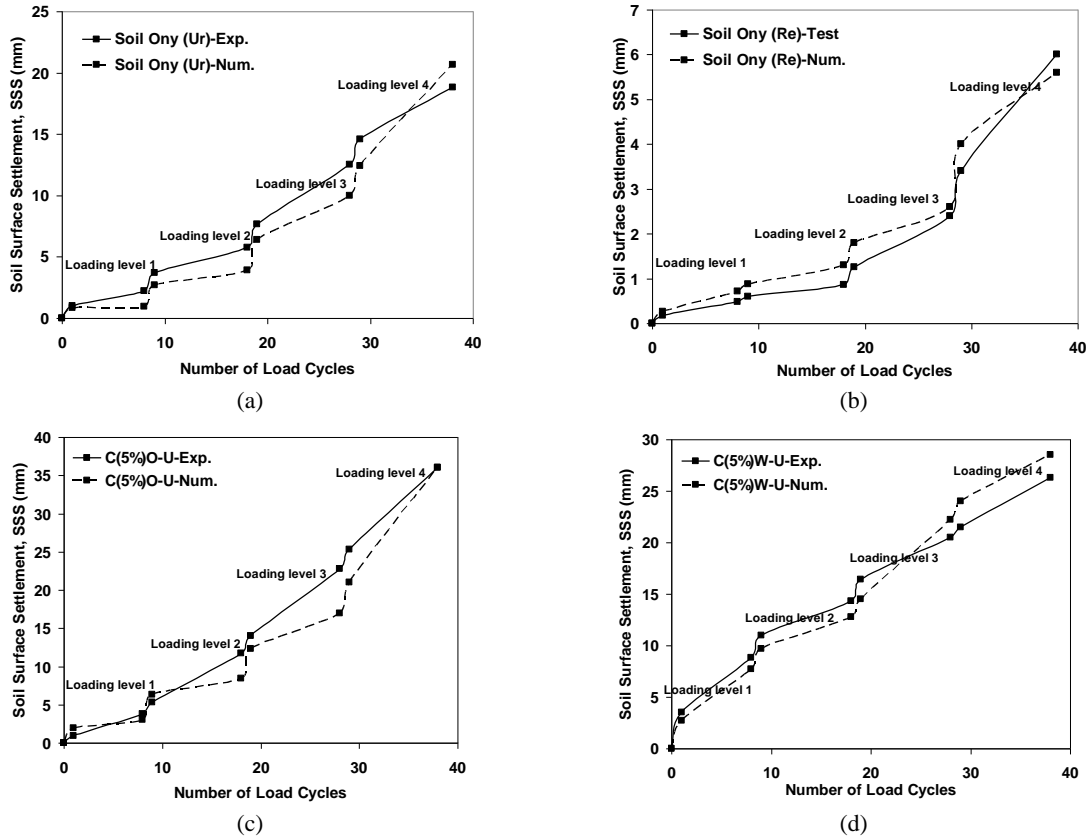 Soil Surface Settlement, SSS (mm)
25
20
15
10
5
0
Soil Ony (Ur)-Exp.
Soil Ony (Ur)-Num.
Loading level 4
Loading level 3
Loading level 2
Loading level 1
0 10 20 30 40
Number of Load Cycles
(a)
Soil Surface Settlement, SSS (mm)
7
6
5
4
3
2
1
0
Soil Ony (Re)-Test
Soil Ony (Re)-Num.
Loading level 4
Loading level 3
Loading level 2
Loading level 1
0 10 20 30 40
Number of Load Cycles
(b)
Soil Surface Settlement, SSS (mm)
40
35
30
25
20
15
10
5
0
C(5%)O-U-Exp.
C(5%)O-U-Num.
Loading level 4
Loading level 3
Loading level 2
Loading level 1
0 10 20 30 40
Number of Load Cycles
(c)
Soil Surface Settlement, SSS (mm)
30
25
20
15
10
5
0
C(5%)W-U-Exp.
C(5%)W-U-Num.
Loading level 4
Loading level 3
Loading level 2
Loading level 1
0 10 20 30 40
Number of Load Cycles
(d)